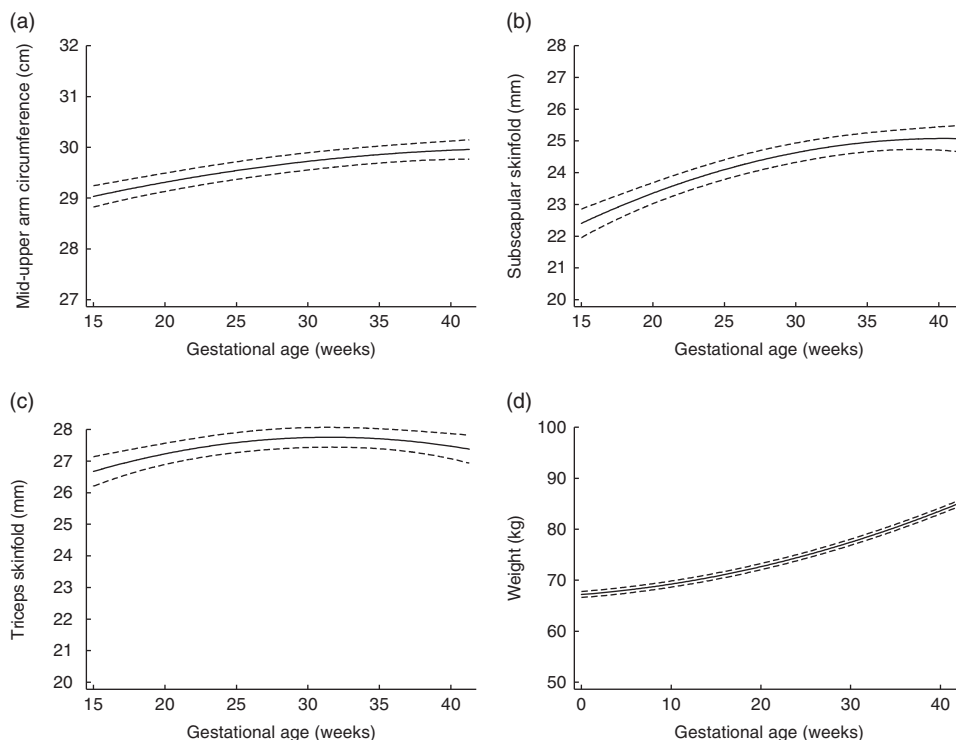 (a)
Mid-upper arm circumference (cm)
32
31
30
29
28
27
15 20 25 30 35 40
Gestational age (weeks)
(b)
Subscapular skinfold (mm)
28
27
26
25
24
23
22
21
20
15 20 25 30 35 40
Gestational age (weeks)
(c)
Triceps skinfold (mm)
28
27
26
25
24
23
22
21
20
15 20 25 30 35 40
Gestational age (weeks)
(d)
Weight (kg)
100
90
80
70
60
50
0 10 20 30 40
Gestational age (weeks)